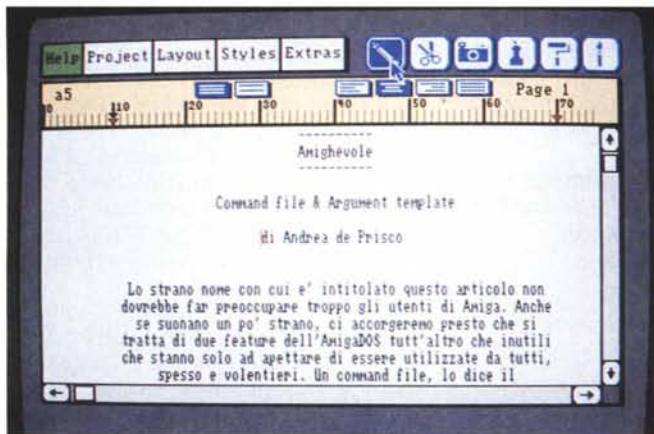 Help Project Layout Styles Extras
a5 Page 1
0 10 20 30 40 50 60 70
----------
Amighevole
----------
Command file & Argument template
di Andrea de Prisco
Lo strano nome con cui e' intitolato questo articolo non
dovrebbe far preoccupare troppo gli utenti di Amiga. Anche
se suonano un po' strano, ci accorgeremo presto che si
tratta di due feature dell'AmigaDOS tutt'altro che inutili
che stanno solo ad apettare di essere utilizzate da tutti,
spesso e volentieri. Un command file, lo dice il